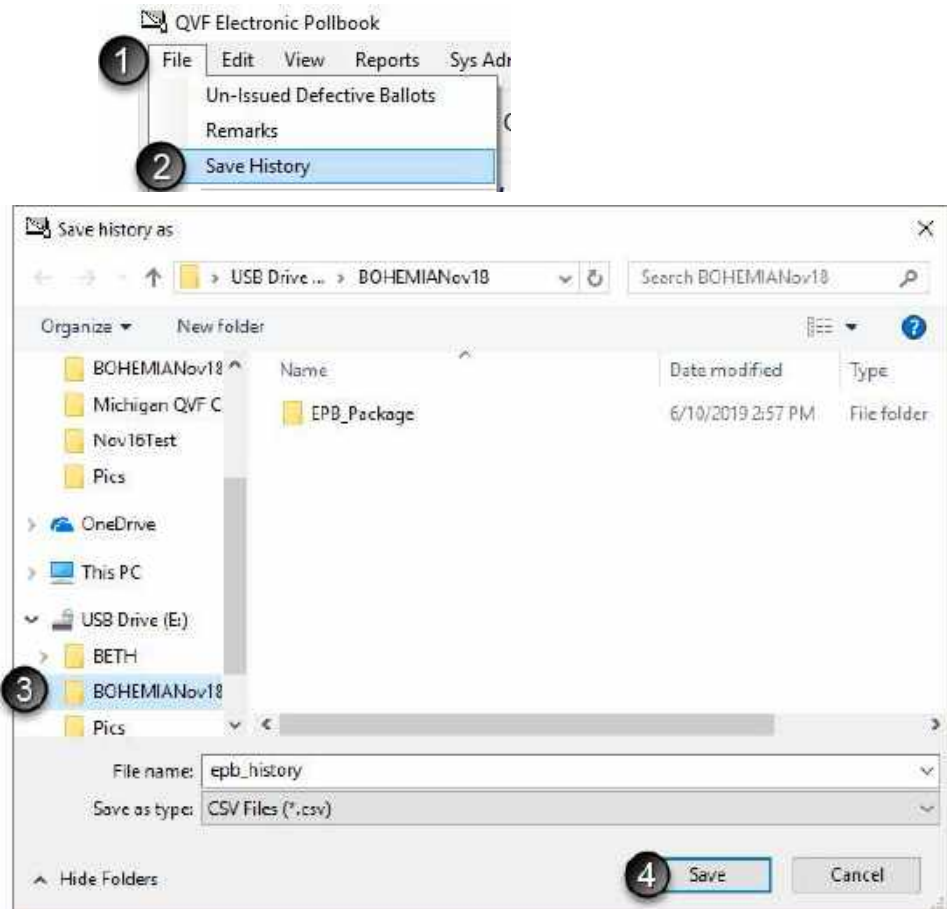 QVF Electronic Pollbook
1 File Edit View Reports Sys Adr
Un-Issued Defective Ballots
Remarks
2 Save History
Save history as
USB Drive ... > BOHEMIANov18
Search BOHEMIANov18
Organize New folder
BOHEMIANov18 Name Date modified Type
Michigan QVF C EPB_Package 6/10/2019 2:57 PM File folder
Nov16Test
Pics
OneDrive
This PC
USB Drive (E:)
BETH
3 BOHEMIANov18
Pics
File name: epb_history
Save as type: CSV Files (*.csv)
Hide Folders 4 Save Cancel